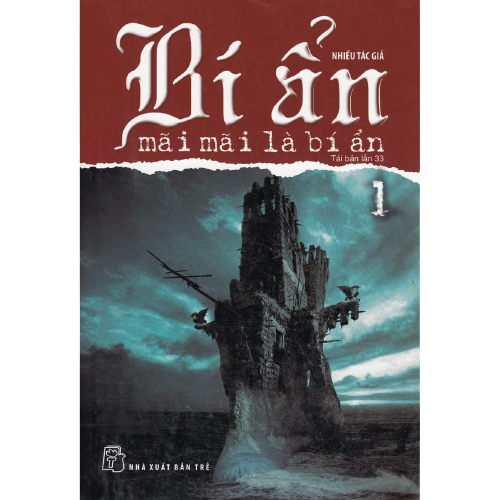 NHIỀU TÁC GIẢ
Bí ẩn
mãi mãi là bí ẩn
Tái bản lần 33
1
NHÀ XUẤT BẢN TRẺ